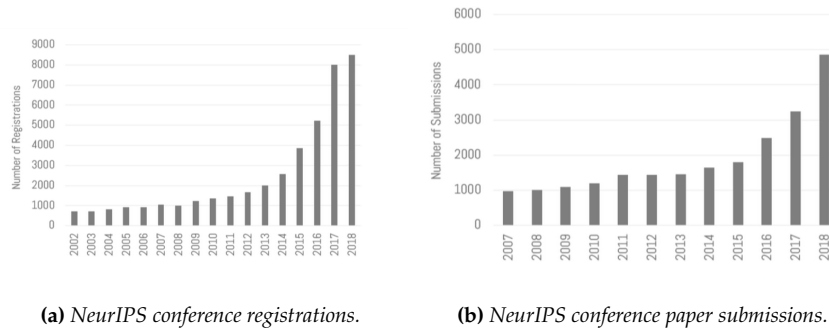 9000
8000
7000
6000
5000
4000
3000
2000
1000
0
Number of Registrations
2002 2003 2004 2005 2006 2007 2008 2009 2010 2011 2012 2013 2014 2015 2016 2017 2018
(a) NeurIPS conference registrations.
6000
5000
4000
3000
2000
1000
0
Number of Submissions
2007 2008 2009 2010 2011 2012 2013 2014 2015 2016 2017 2018
(b) NeurIPS conference paper submissions.